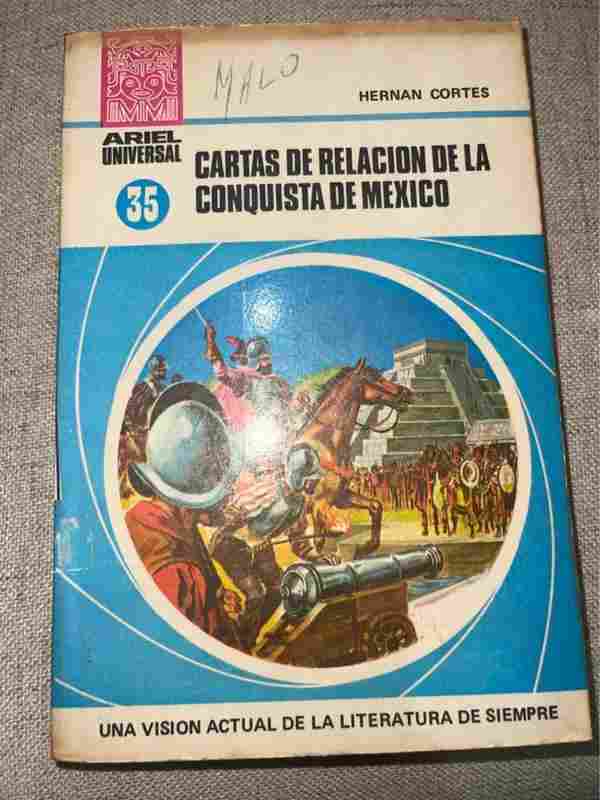 MALO
HERNAN CORTES
ARIEL
UNIVERSAL
35
CARTAS DE RELACION DE LA
CONQUISTA DE MEXICO
UNA VISION ACTUAL DE LA LITERATURA DE SIEMPRE